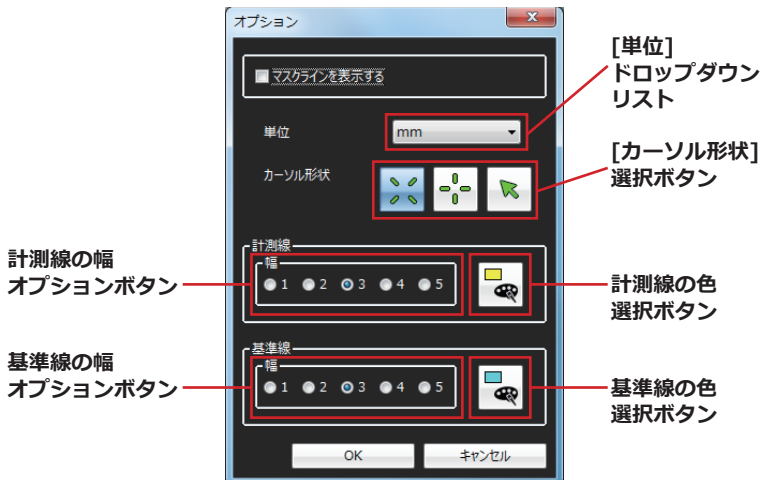 オプション
マスクラインを表示する
単位
mm
カーソル形状
計測線
幅
1 2 3 4 5
基準線
幅
1 2 3 4 5
OK
キャンセル
[単位]
ドロップダウン
リスト
[カーソル形状]
選択ボタン
計測線の幅
オプションボタン
計測線の色
選択ボタン
基準線の幅
オプションボタン
基準線の色
選択ボタン